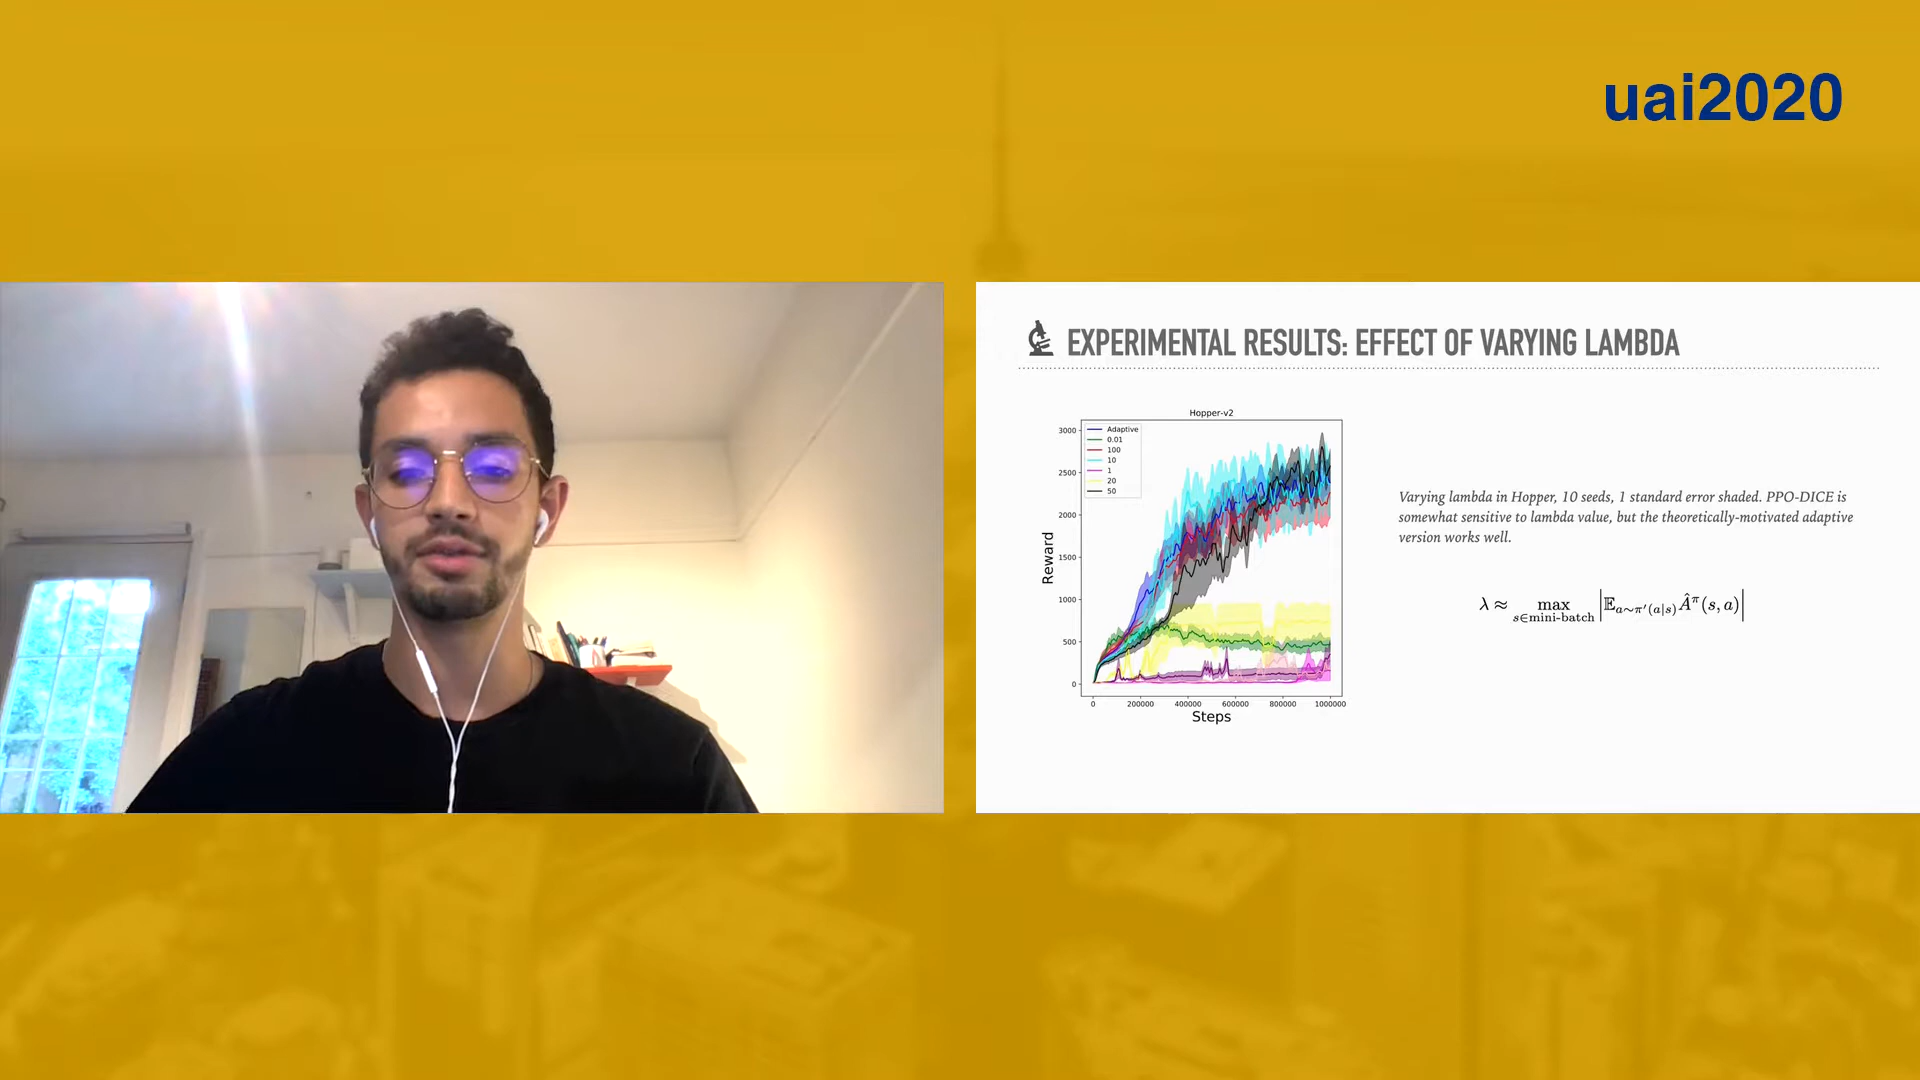 uai2020
EXPERIMENTAL RESULTS: EFFECT OF VARYING LAMBDA
Hopper-v2
3000
2500
2000
1500
1000
500
0
Reward
Adaptive
0.01
100
10
1
20
50
0 200000 400000 600000 800000 1000000
Steps
Varying lambda in Hopper, 10 seeds, 1 standard error shaded. PPO-DICE is
somewhat sensitive to lambda value, but the theoretically-motivated adaptive
version works well.
λ ≈ max s∈mini-batch |𝔼a∼π′(a|s) Â^π(s, a)|